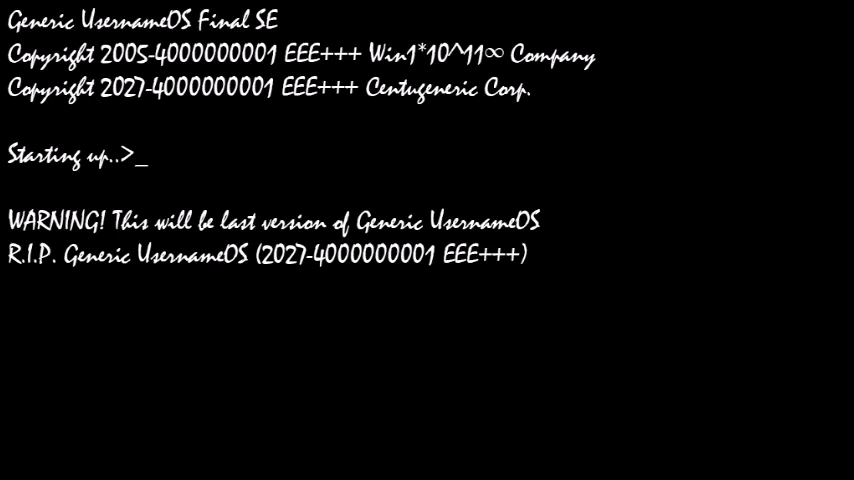 Generic UsernameOS Final SE
Copyright 2005-4000000001 EEE+++ Win1*10^11∞ Company
Copyright 2027-4000000001 EEE+++ Centugeneric Corp.
Starting up..>_
WARNING! This will be last version of Generic UsernameOS
R.I.P. Generic UsernameOS (2027-4000000001 EEE+++)